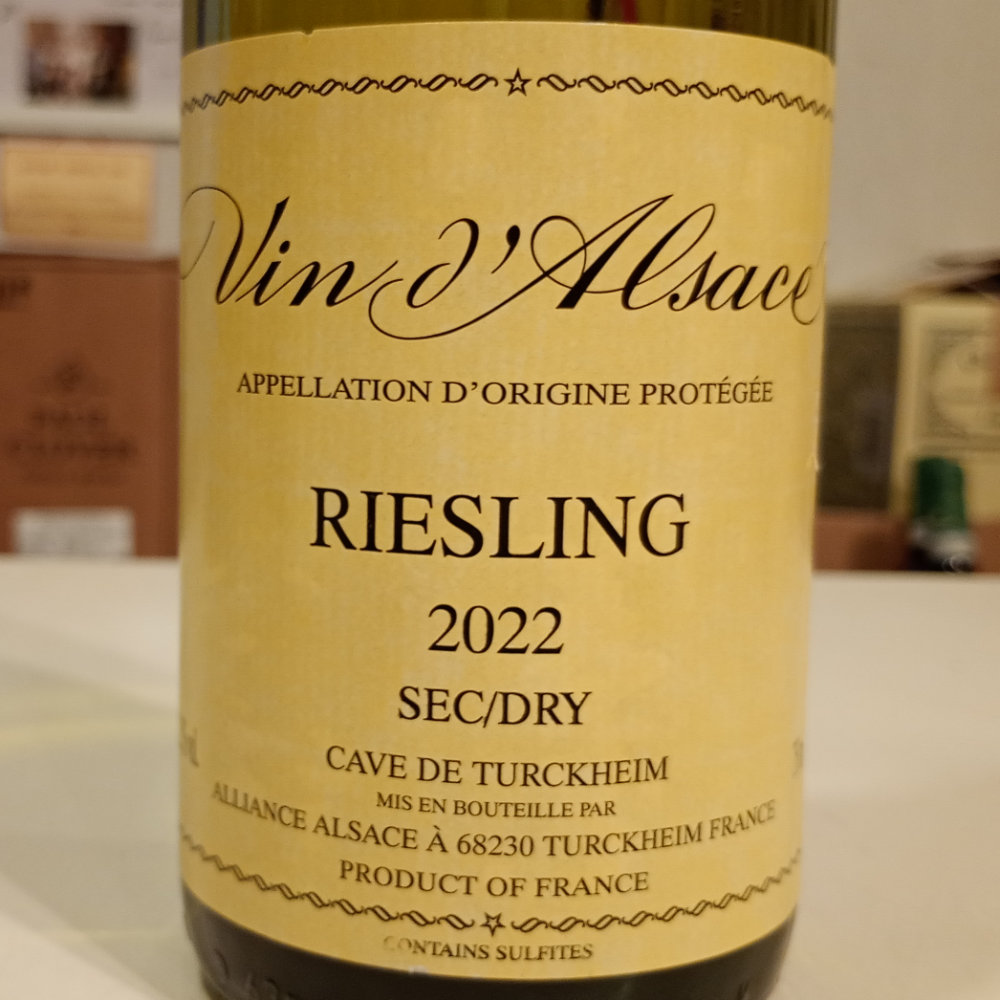 Vin d'Alsace
APPELLATION D'ORIGINE PROTÉGÉE
RIESLING
2022
SEC/DRY
CAVE DE TURCKHEIM
MIS EN BOUTEILLE PAR
ALLIANCE ALSACE À 68230 TURCKHEIM FRANCE
PRODUCT OF FRANCE
CONTAINS SULFITES